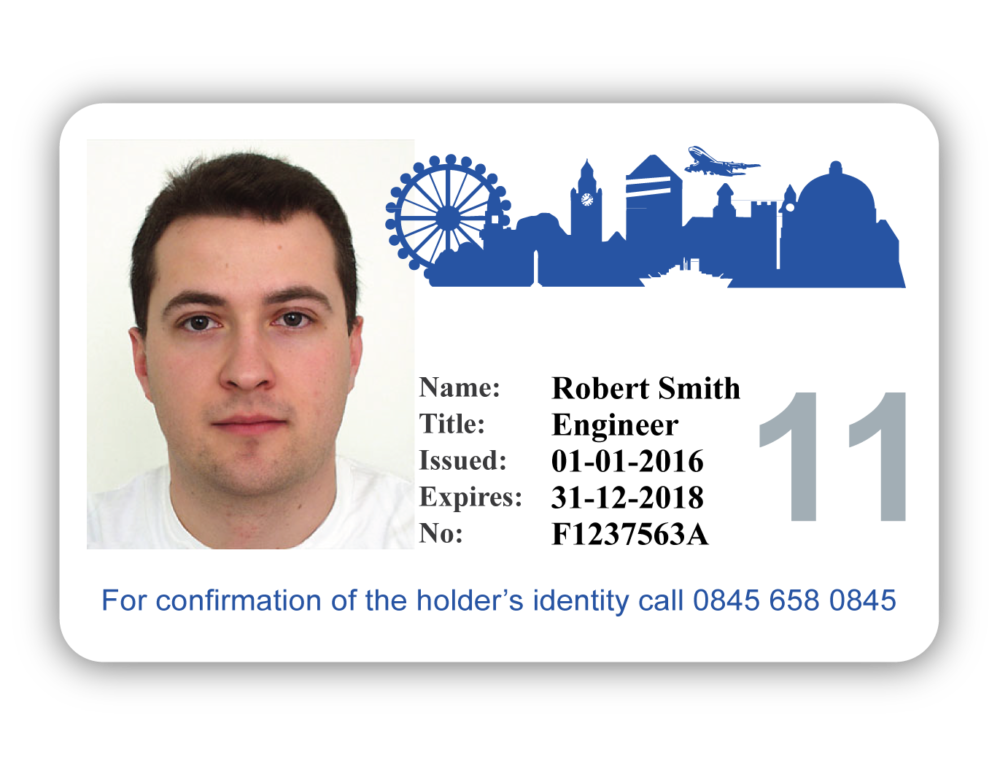 Name: Robert Smith
Title: Engineer
Issued: 01-01-2016
Expires: 31-12-2018
No: F1237563A
11
For confirmation of the holder’s identity call 0845 658 0845